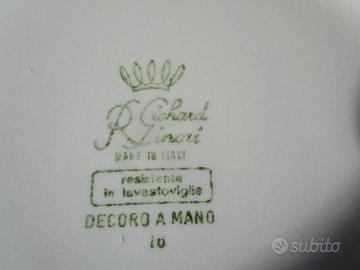 Richard
Ginori
MADE IN ITALY
resistente
in lavastoviglie
DECORO A MANO
10
subito